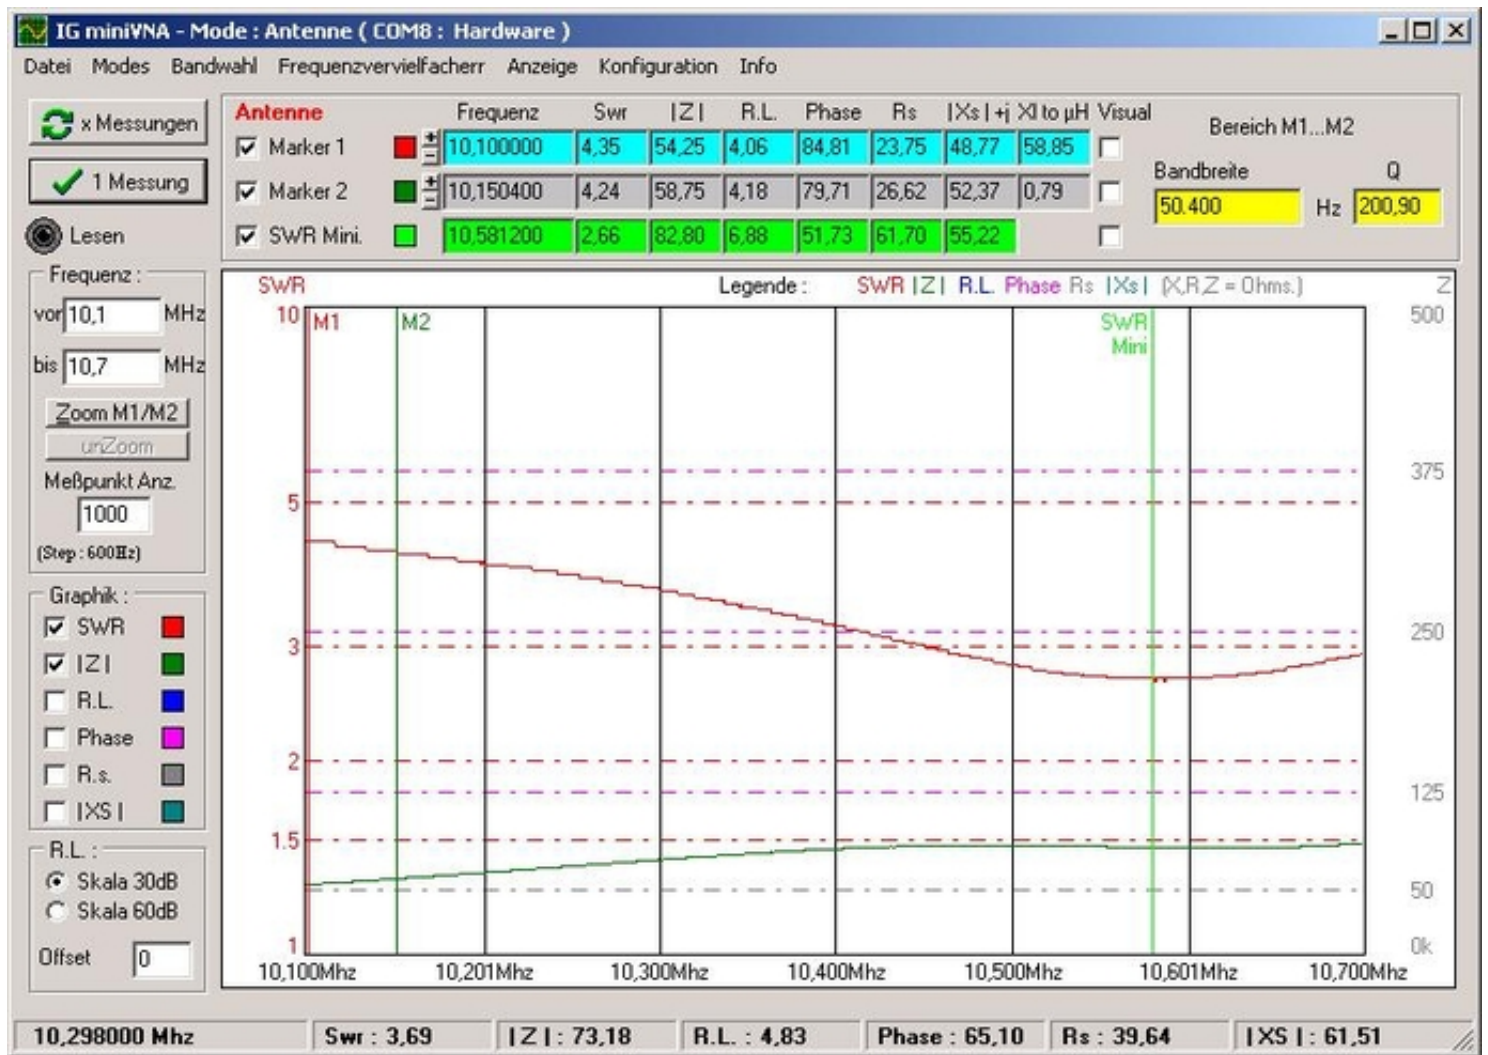 IG miniVNA - Mode : Antenne ( COM8 : Hardware )
Datei Modes Bandwahl Frequenzvervielfacherr Anzeige Konfiguration Info
x Messungen
1 Messung
Lesen
Antenne Frequenz Swr |Z| R.L. Phase Rs |Xs|+j Xl to µH Visual
Marker 1 + - 10,100000 4,35 54,25 4,06 84,81 23,75 48,77 58,85
Marker 2 + - 10,150400 4,24 58,75 4,18 79,71 26,62 52,37 0,79
SWR Mini. 10,581200 2,66 82,80 6,88 51,73 61,70 55,22
Bereich M1...M2
Bandbreite Q
50.400 Hz 200,90
Frequenz :
vor 10,1 MHz
bis 10,7 MHz
Zoom M1/M2
unZoom
Meßpunkt Anz.
1000
(Step : 600Hz)
Graphik :
SWR
|Z|
R.L.
Phase
R.s.
|XS|
R.L. :
Skala 30dB
Skala 60dB
Offset 0
SWR Legende : SWR |Z| R.L. Phase Rs |Xs| (X,R,Z = Ohms.) Z
10 M1 M2 SWR 500
Mini
375
5
3 250
2
125
1.5
50
1 0k
10,100Mhz 10,201Mhz 10,300Mhz 10,400Mhz 10,500Mhz 10,601Mhz 10,700Mhz
10,298000 Mhz Swr : 3,69 |Z| : 73,18 R.L. : 4,83 Phase : 65,10 Rs : 39,64 |XS| : 61,51